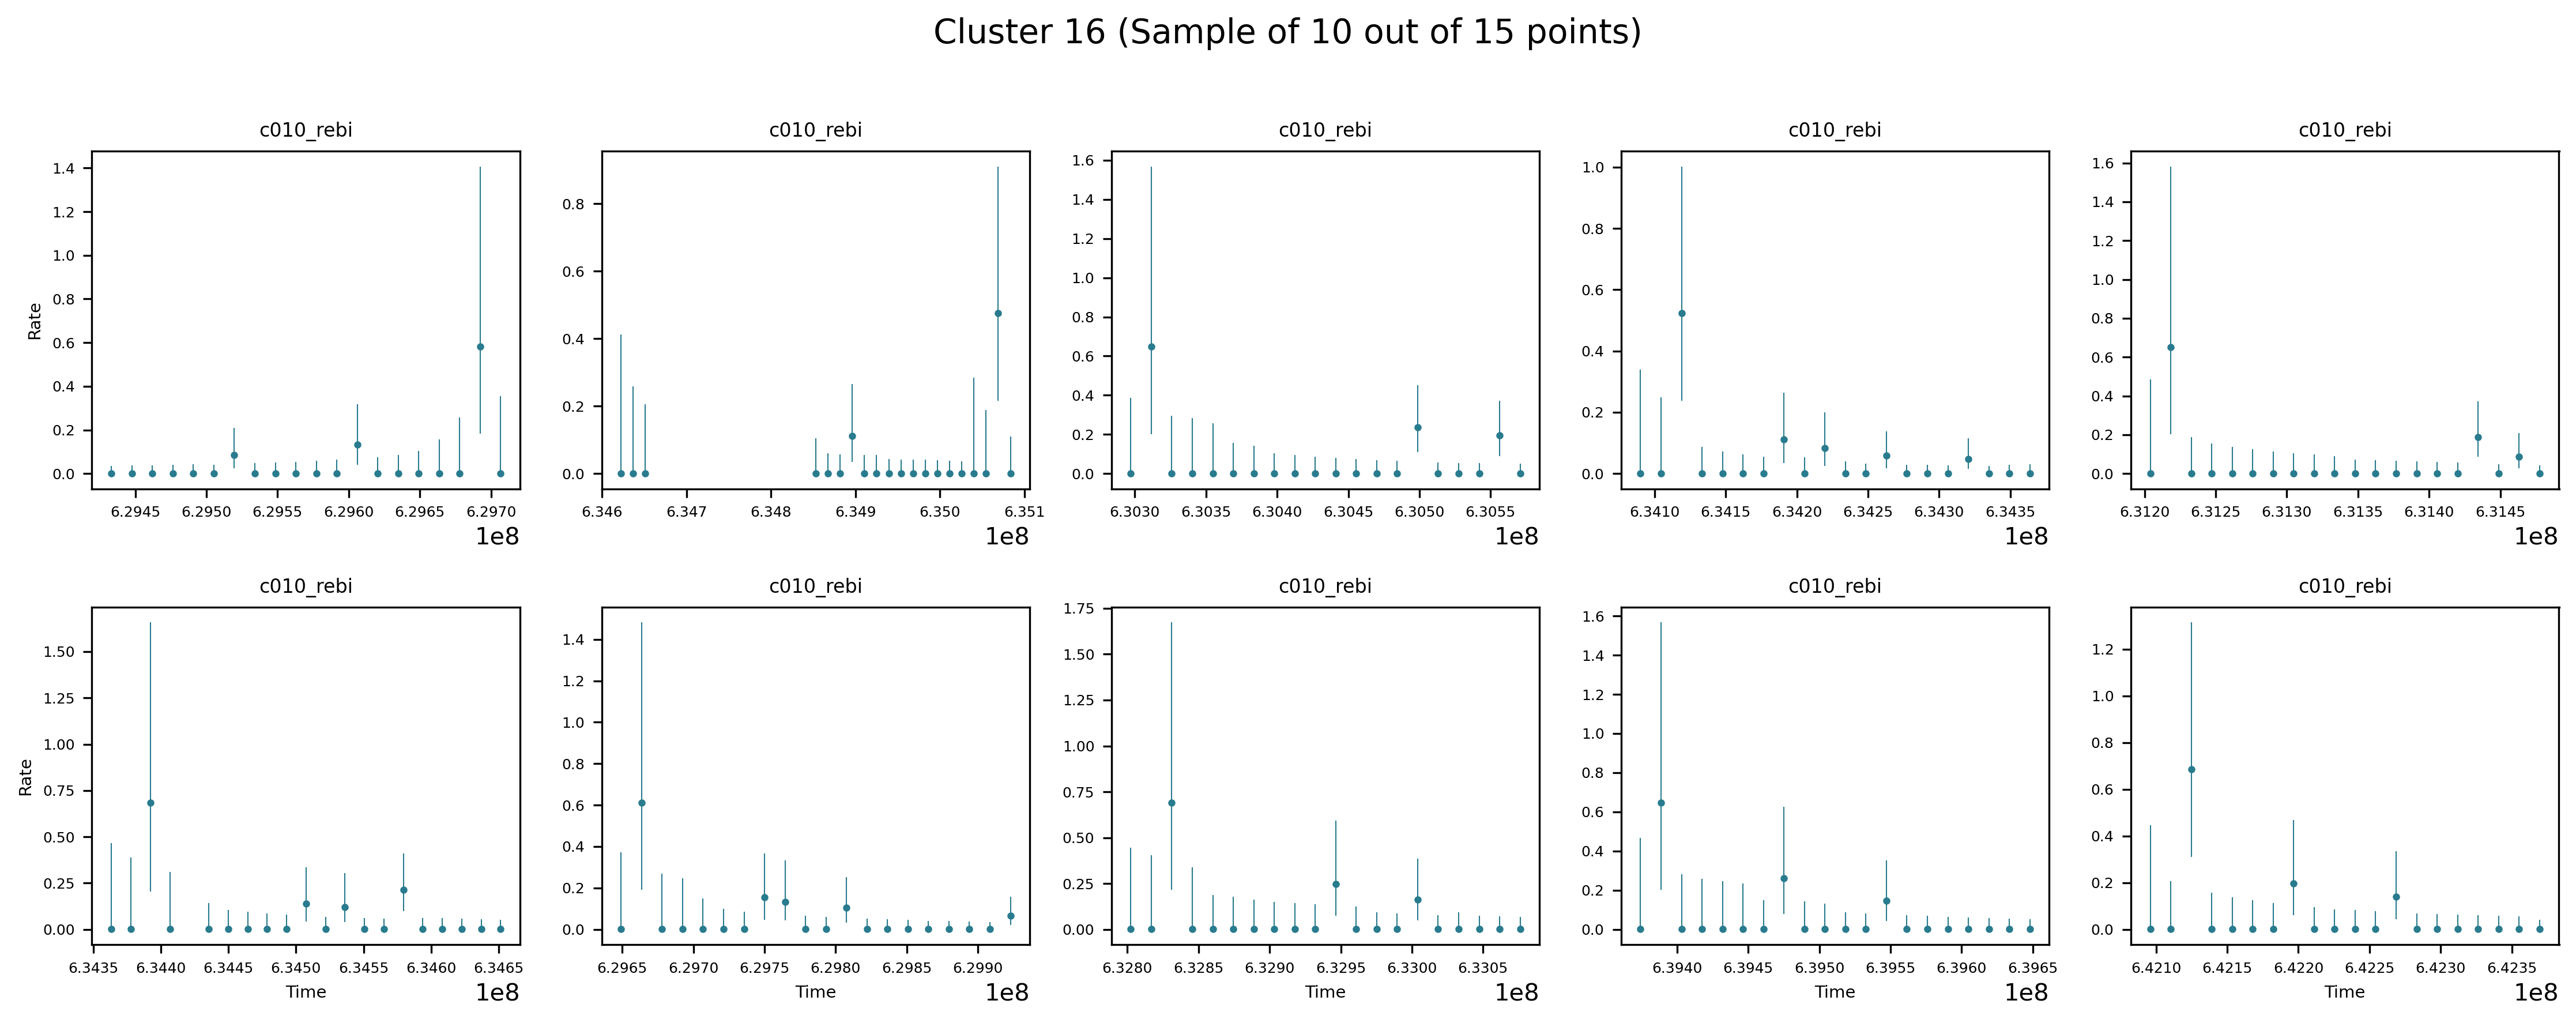 Cluster 16 (Sample of 10 out of 15 points)
c010_rebi c010_rebi c010_rebi c010_rebi c010_rebi
Rate
1.4
1.2
1.0
0.8
0.6
0.4
0.2
0.0
6.2945 6.2950 6.2955 6.2960 6.2965 6.2970
1e8
0.8
0.6
0.4
0.2
0.0
6.346 6.347 6.348 6.349 6.350 6.351
1e8
1.6
1.4
1.2
1.0
0.8
0.6
0.4
0.2
0.0
6.3030 6.3035 6.3040 6.3045 6.3050 6.3055
1e8
1.0
0.8
0.6
0.4
0.2
0.0
6.3410 6.3415 6.3420 6.3425 6.3430 6.3435
1e8
1.6
1.4
1.2
1.0
0.8
0.6
0.4
0.2
0.0
6.3120 6.3125 6.3130 6.3135 6.3140 6.3145
1e8
c010_rebi c010_rebi c010_rebi c010_rebi c010_rebi
Rate
1.50
1.25
1.00
0.75
0.50
0.25
0.00
6.3435 6.3440 6.3445 6.3450 6.3455 6.3460 6.3465
Time
1e8
1.4
1.2
1.0
0.8
0.6
0.4
0.2
0.0
6.2965 6.2970 6.2975 6.2980 6.2985 6.2990
Time
1e8
1.75
1.50
1.25
1.00
0.75
0.50
0.25
0.00
6.3280 6.3285 6.3290 6.3295 6.3300 6.3305
Time
1e8
1.6
1.4
1.2
1.0
0.8
0.6
0.4
0.2
0.0
6.3940 6.3945 6.3950 6.3955 6.3960 6.3965
Time
1e8
1.2
1.0
0.8
0.6
0.4
0.2
0.0
6.4210 6.4215 6.4220 6.4225 6.4230 6.4235
Time
1e8